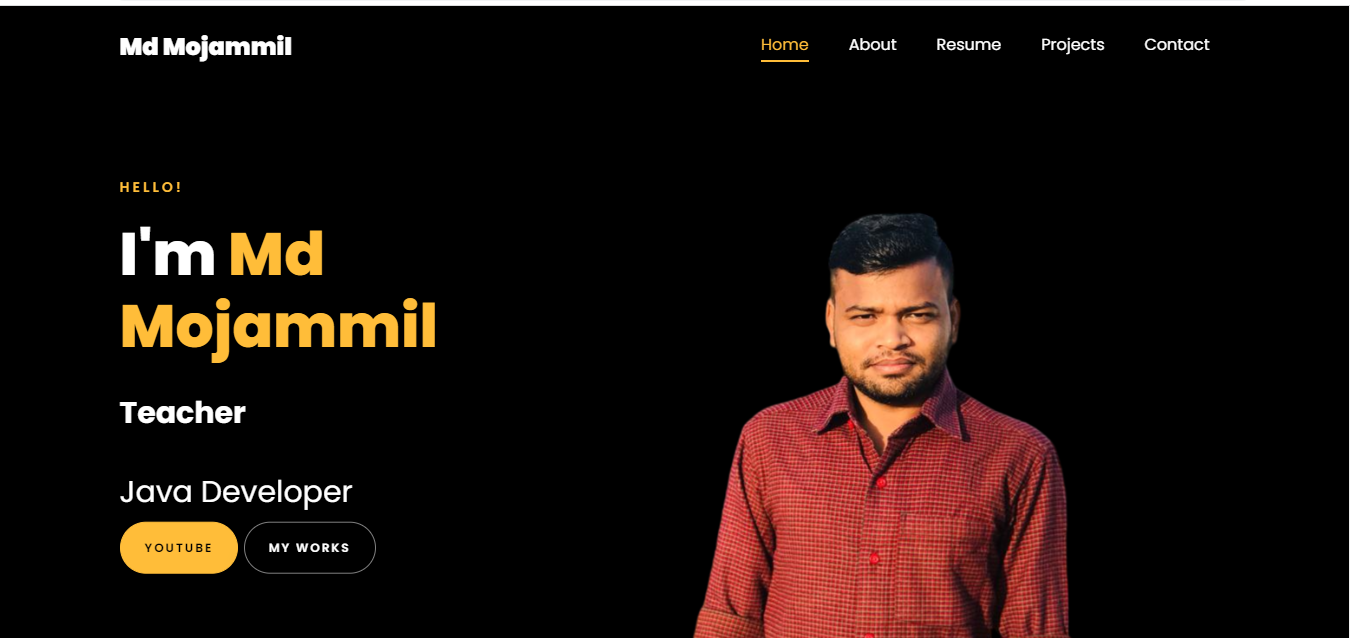 Md Mojammil
Home About Resume Projects Contact
HELLO!
I'm Md
Mojammil
Teacher
Java Developer
YOUTUBE MY WORKS